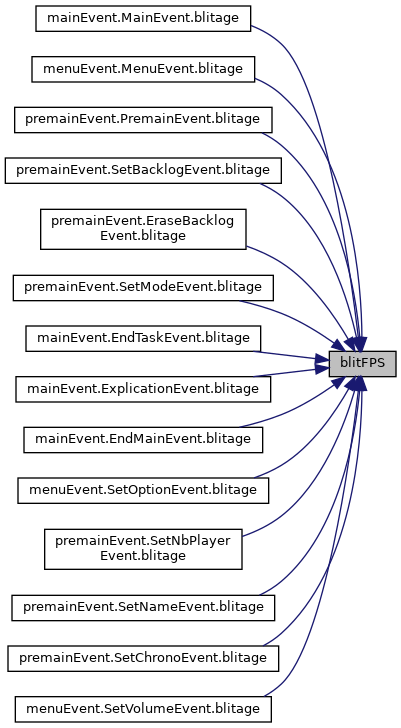 mainEvent.MainEvent.blitage
menuEvent.MenuEvent.blitage
premainEvent.PremainEvent.blitage
premainEvent.SetBacklogEvent.blitage
premainEvent.EraseBacklog
Event.blitage
premainEvent.SetModeEvent.blitage
mainEvent.EndTaskEvent.blitage
blitFPS
mainEvent.ExplicationEvent.blitage
mainEvent.EndMainEvent.blitage
menuEvent.SetOptionEvent.blitage
premainEvent.SetNbPlayer
Event.blitage
premainEvent.SetNameEvent.blitage
premainEvent.SetChronoEvent.blitage
menuEvent.SetVolumeEvent.blitage